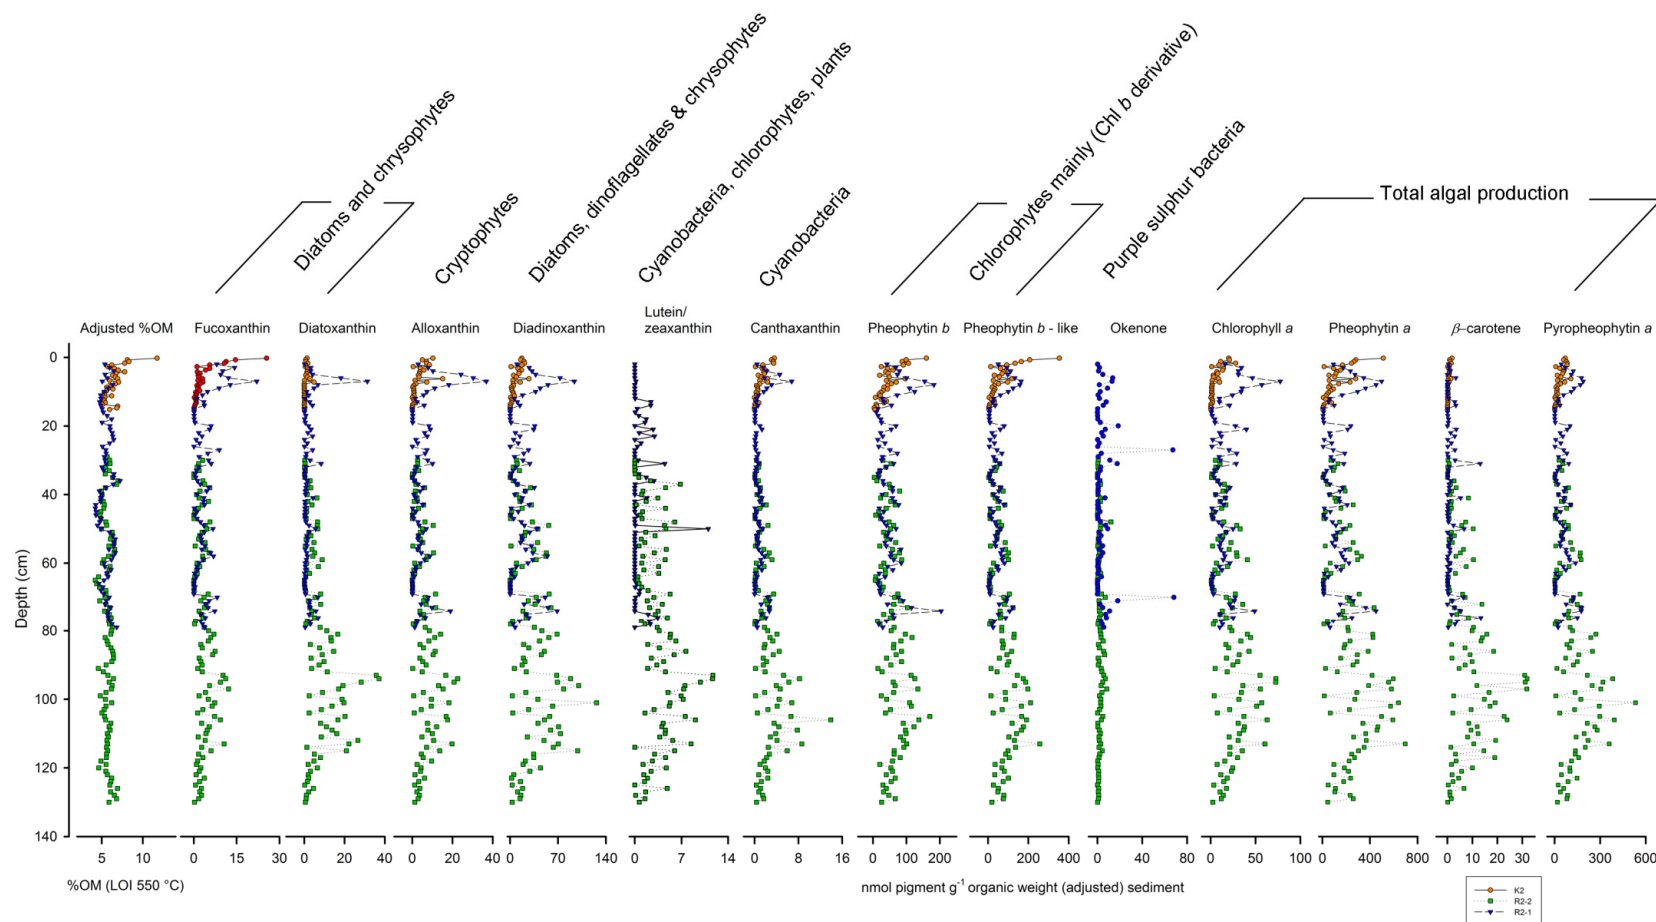 Diatoms and chrysophytes
Cryptophytes
Diatoms, dinoflagellates & chrysophytes
Cyanobacteria, chlorophytes, plants
Cyanobacteria
Chlorophytes mainly (Chl b derivative)
Purple sulphur bacteria
Total algal production
Adjusted %OM
Fucoxanthin
Diatoxanthin
Alloxanthin
Diadinoxanthin
Lutein/
zeaxanthin
Canthaxanthin
Pheophytin b
Pheophytin b - like
Okenone
Chlorophyll a
Pheophytin a
β–carotene
Pyropheophytin a
Depth (cm)
0
20
40
60
80
100
120
140
5 10
0 15 30
0 20 40
0 20 40
0 70 140
0 7 14
0 8 16
0 100 200
0 200 400
0 40 80
0 50 100
0 400 800
0 10 20 30
0 300 600
%OM (LOI 550 °C)
nmol pigment g⁻¹ organic weight (adjusted) sediment
K2
R2-2
R2-1